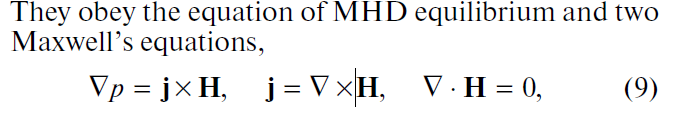 They obey the equation of MHD equilibrium and two
Maxwell's equations,
∇p = j × H, j = ∇ × H, ∇ · H = 0, (9)